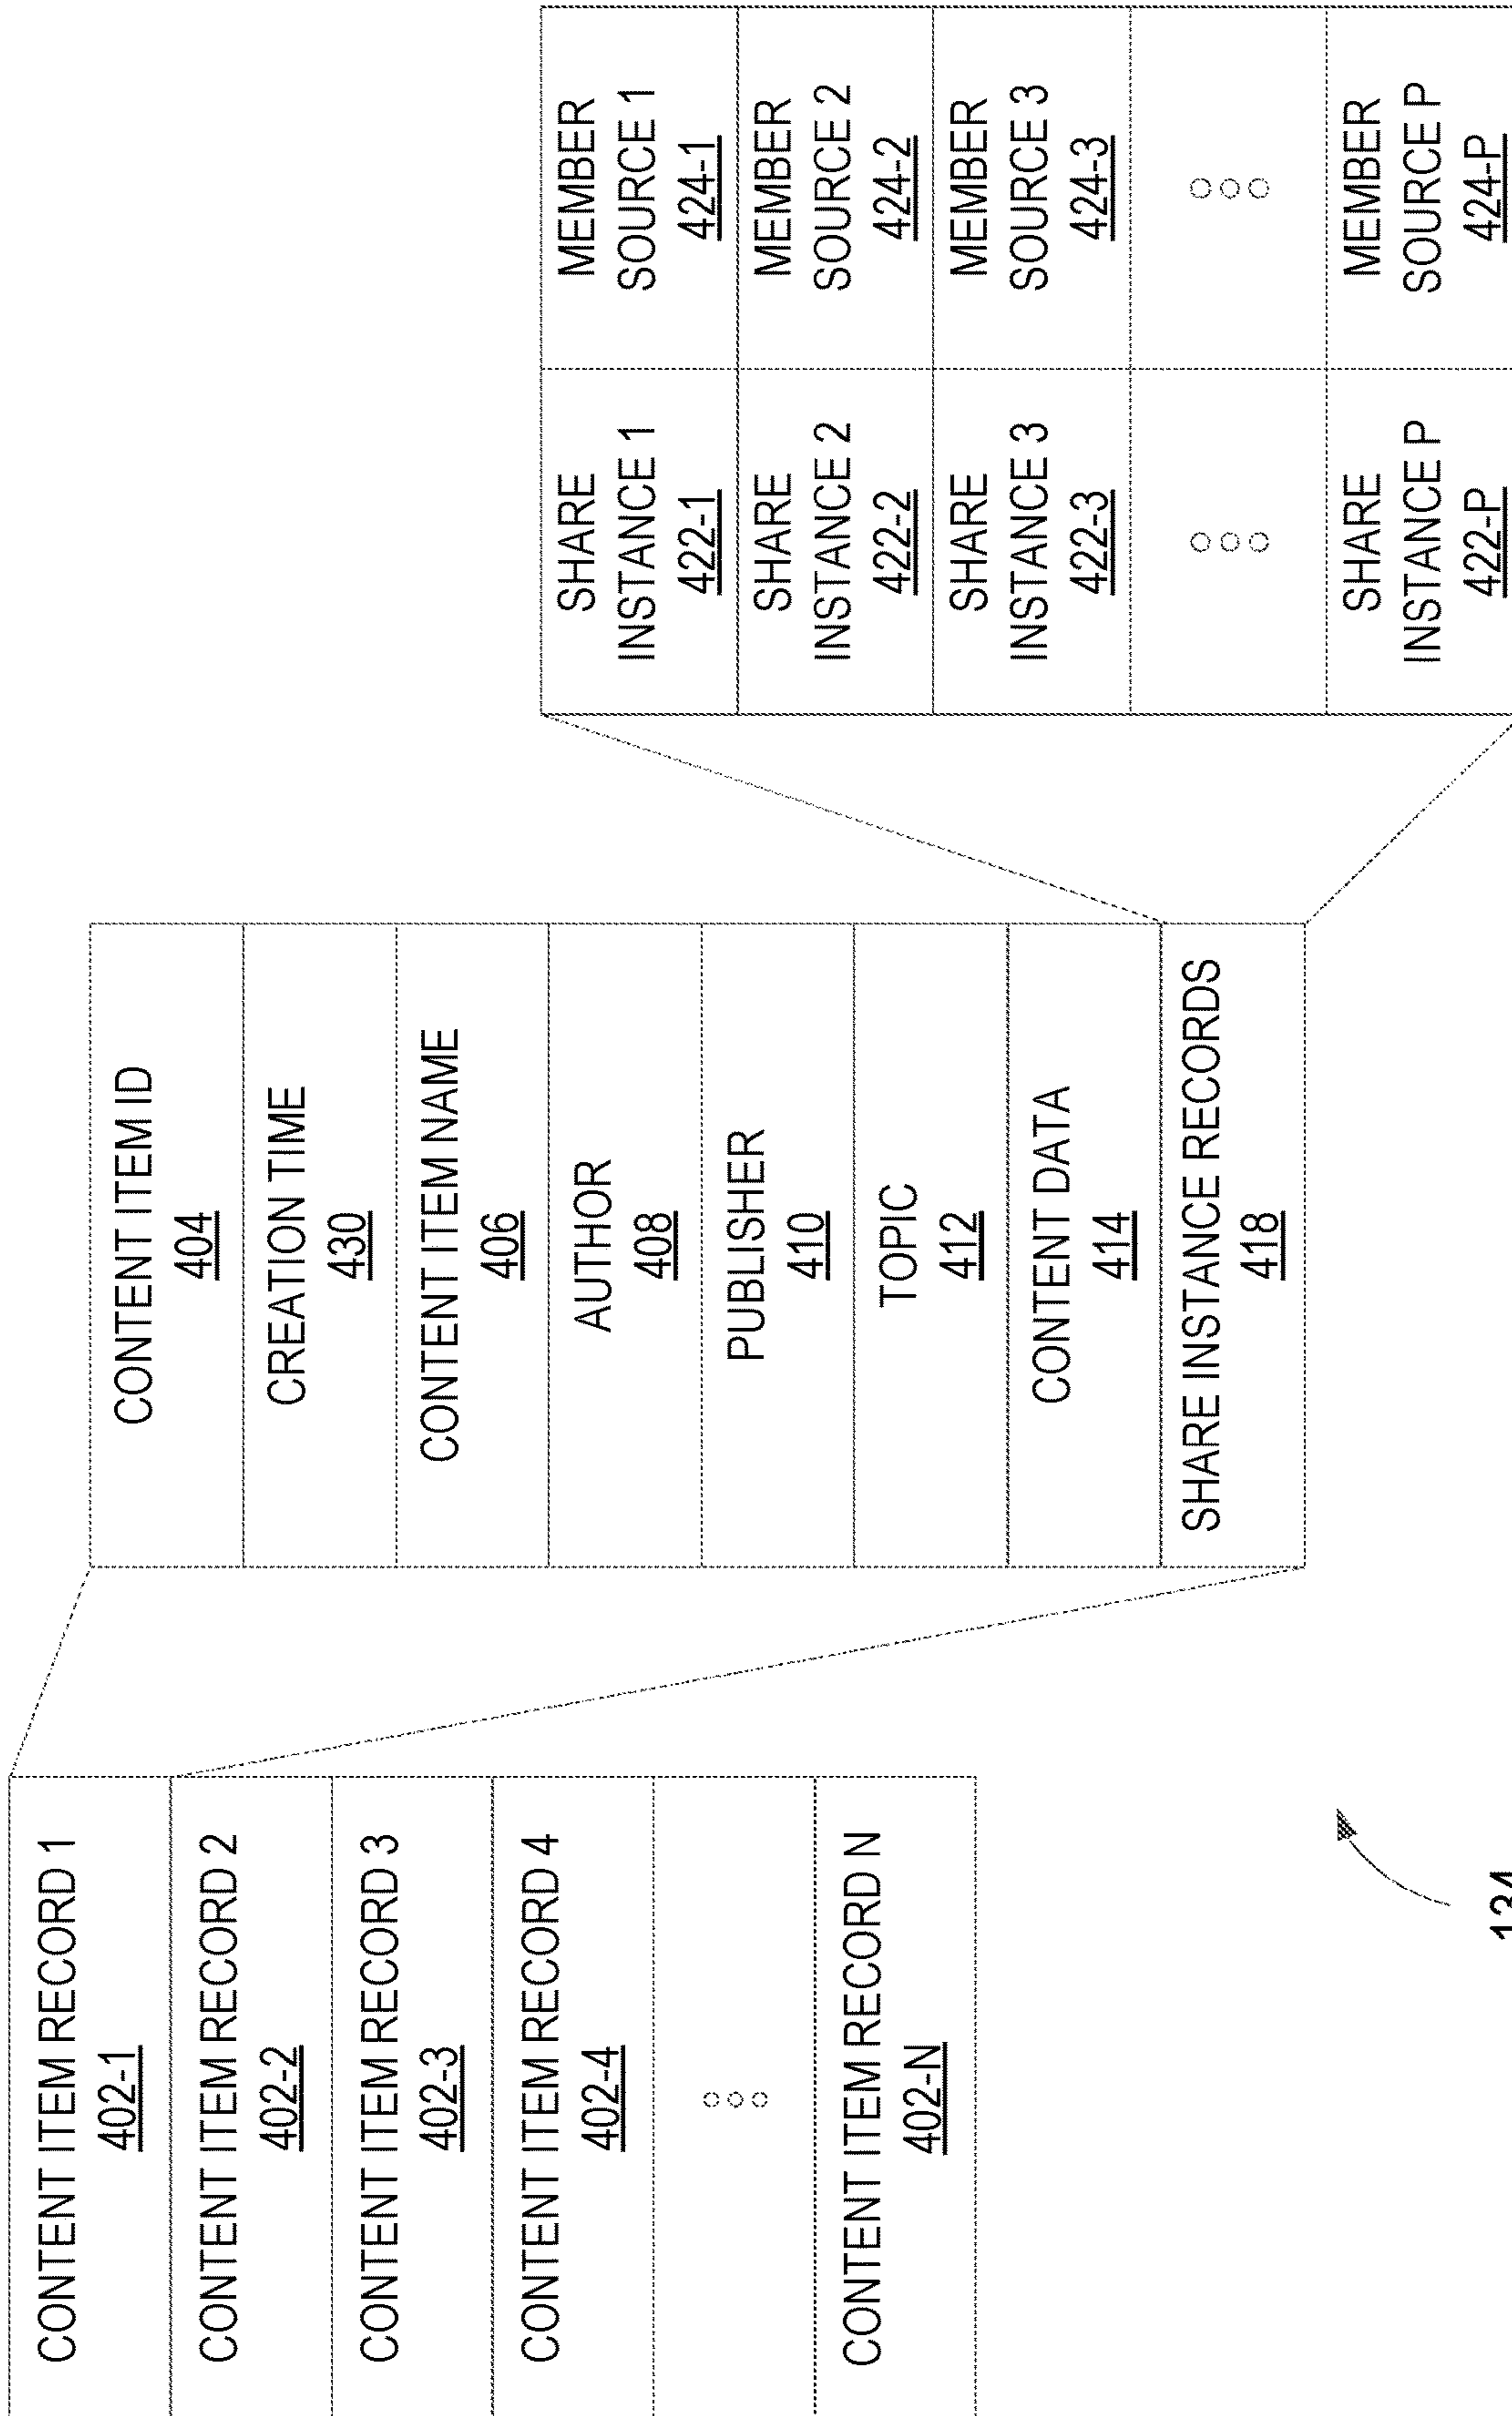 CONTENT ITEM RECORD 1
402-1
CONTENT ITEM RECORD 2
402-2
CONTENT ITEM RECORD 3
402-3
CONTENT ITEM RECORD 4
402-4
CONTENT ITEM RECORD N
402-N
CONTENT ITEM ID
404
CREATION TIME
430
CONTENT ITEM NAME
406
AUTHOR
408
PUBLISHER
410
TOPIC
412
CONTENT DATA
414
SHARE INSTANCE RECORDS
418
SHARE
INSTANCE 1
422-1
MEMBER
SOURCE 1
424-1
SHARE
INSTANCE 2
422-2
MEMBER
SOURCE 2
424-2
SHARE
INSTANCE 3
422-3
MEMBER
SOURCE 3
424-3
SHARE
INSTANCE P
422-P
MEMBER
SOURCE P
424-P
134